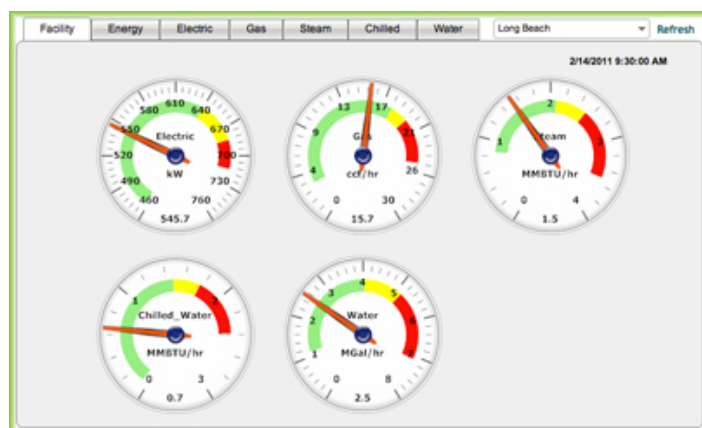 Facility Energy Electric Gas Steam Chilled Water Long Beach Refresh
2/14/2011 9:30:00 AM
460 490 520 550 580 610 640 670 700 730 760
Electric
kW
545.7
0 4 9 13 17 21 26 30
Gas
ccf/hr
15.7
0 1 2 3 4
Steam
MMBTU/hr
1.5
0 1 2 3
Chilled_Water
MMBTU/hr
0.7
0 1 2 3 4 5 6 7 8
Water
MGal/hr
2.5